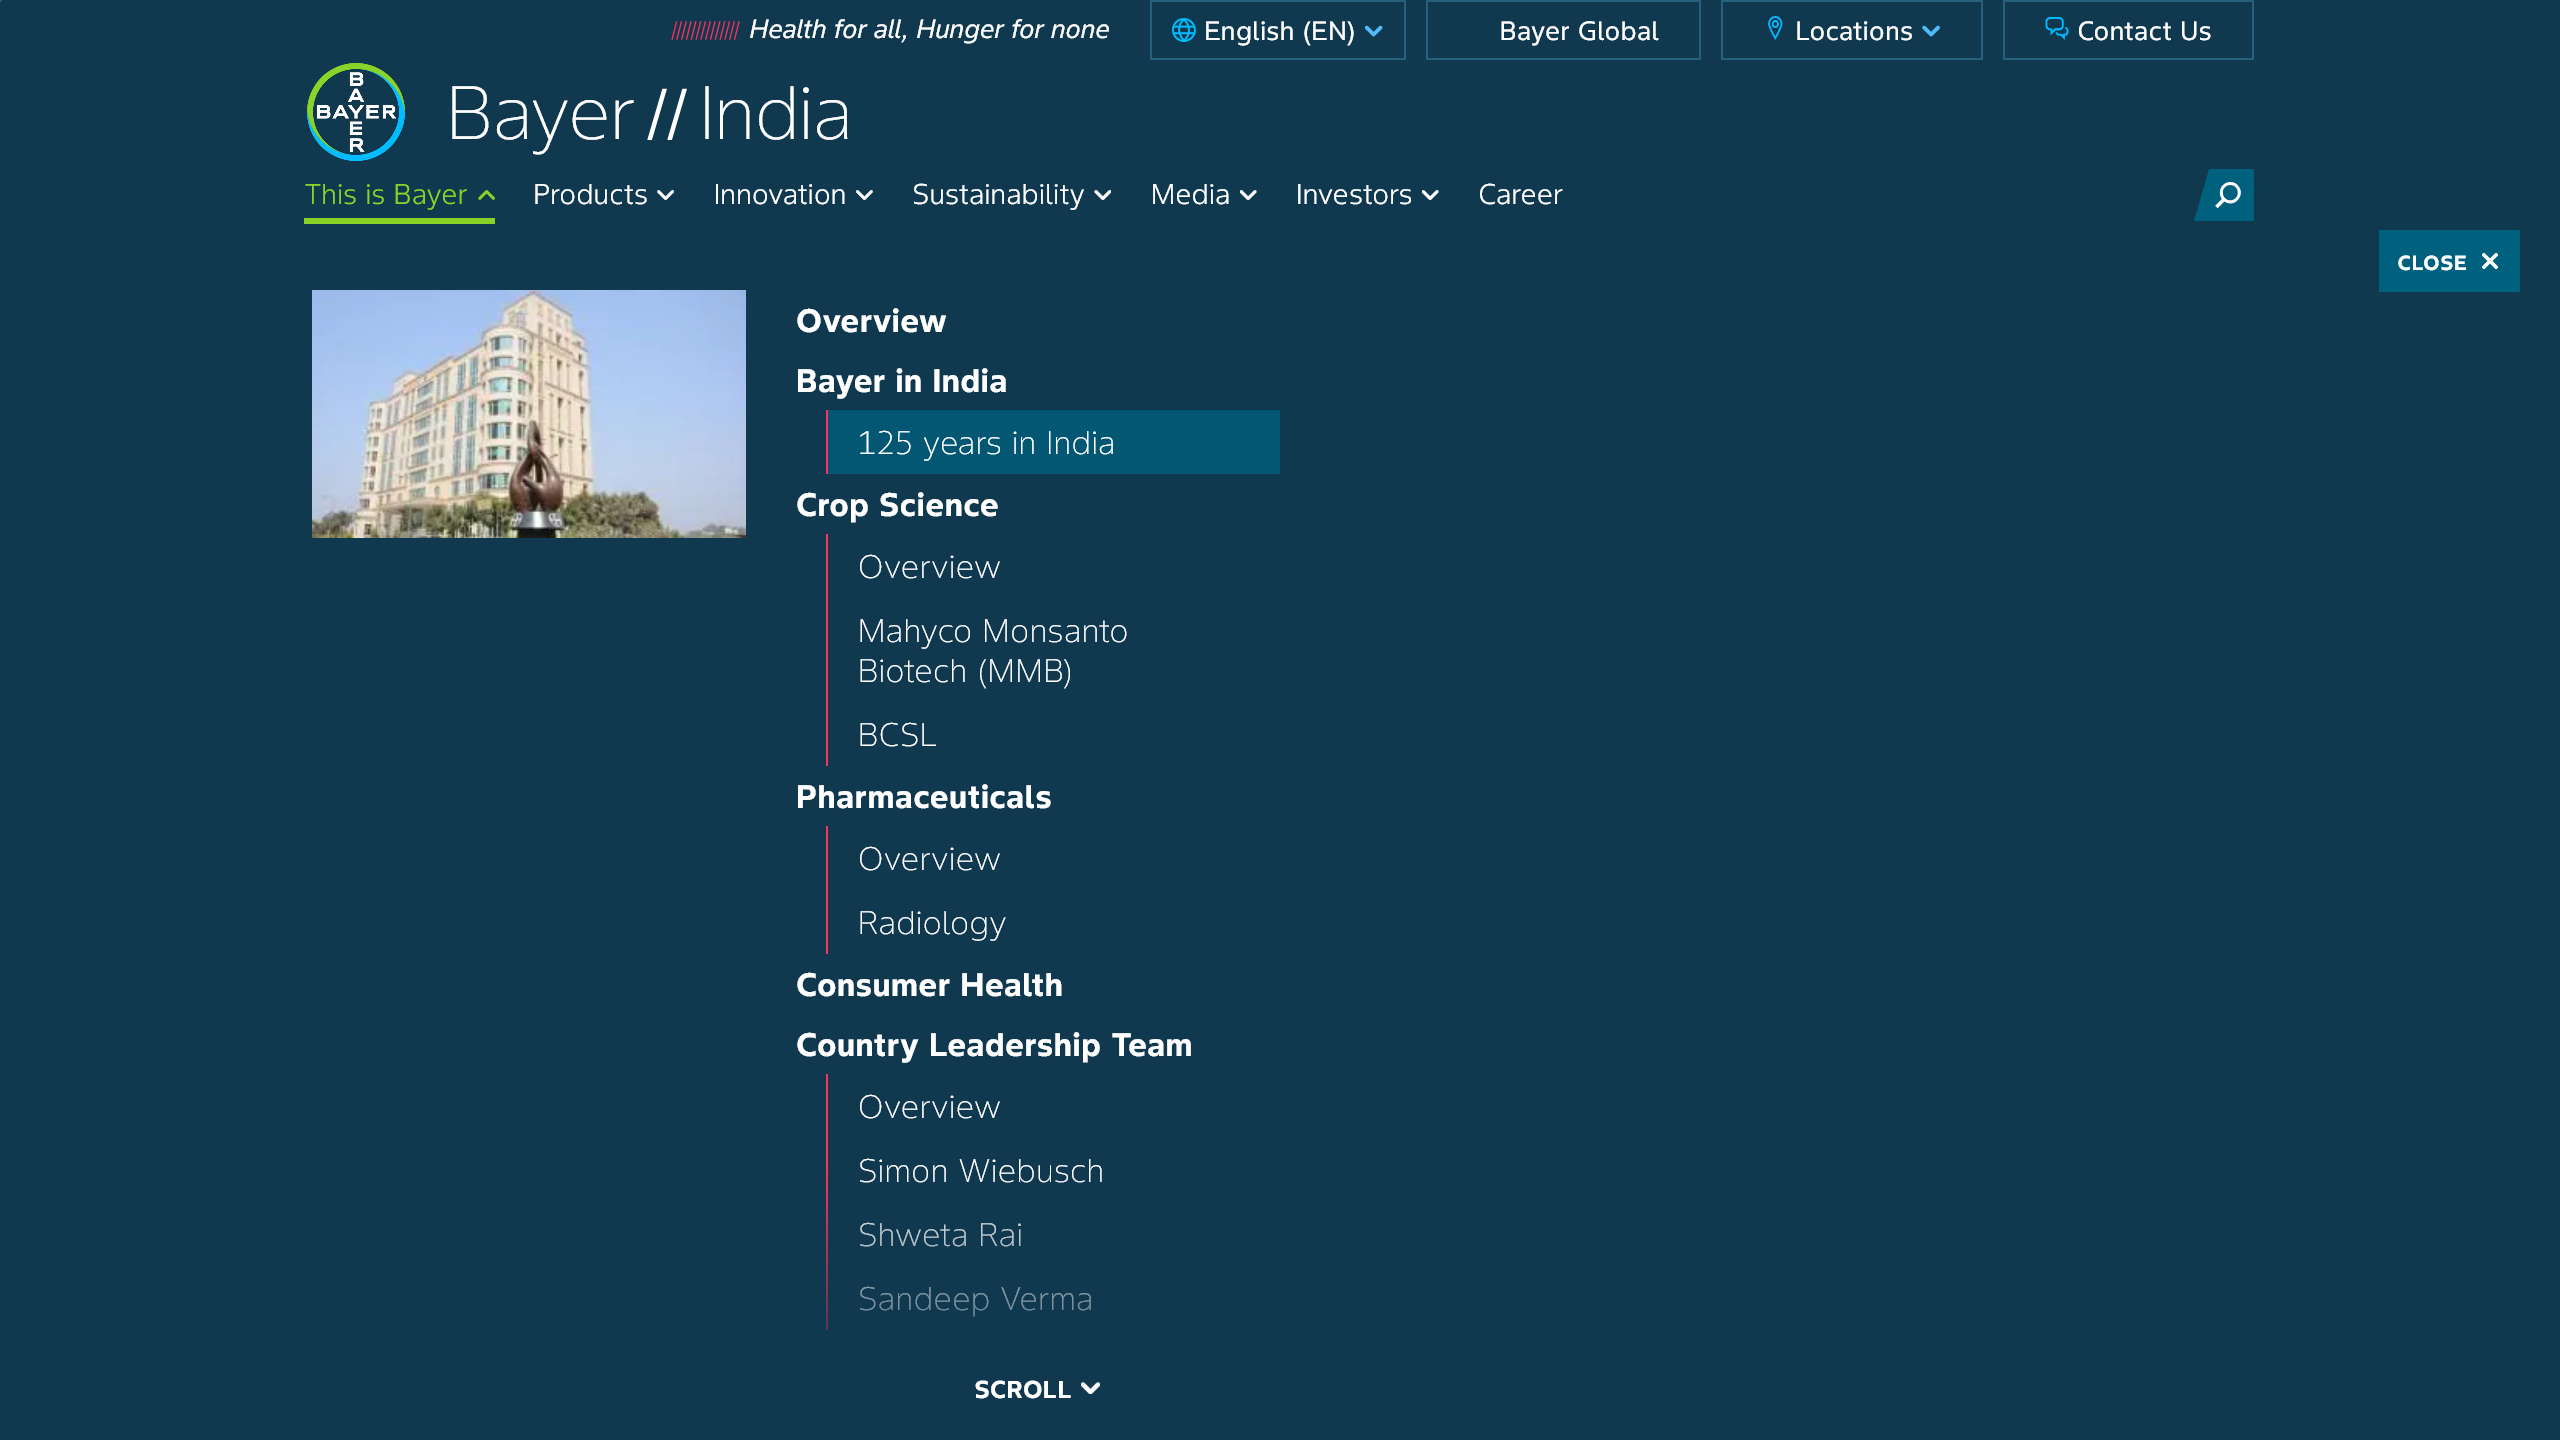 Health for all, Hunger for none
English (EN)
Bayer Global
Locations
Contact Us
BAYER
BAYER
Bayer // India
This is Bayer
Products
Innovation
Sustainability
Media
Investors
Career
CLOSE
Overview
Bayer in India
125 years in India
Crop Science
Overview
Mahyco Monsanto
Biotech (MMB)
BCSL
Pharmaceuticals
Overview
Radiology
Consumer Health
Country Leadership Team
Overview
Simon Wiebusch
Shweta Rai
Sandeep Verma
SCROLL